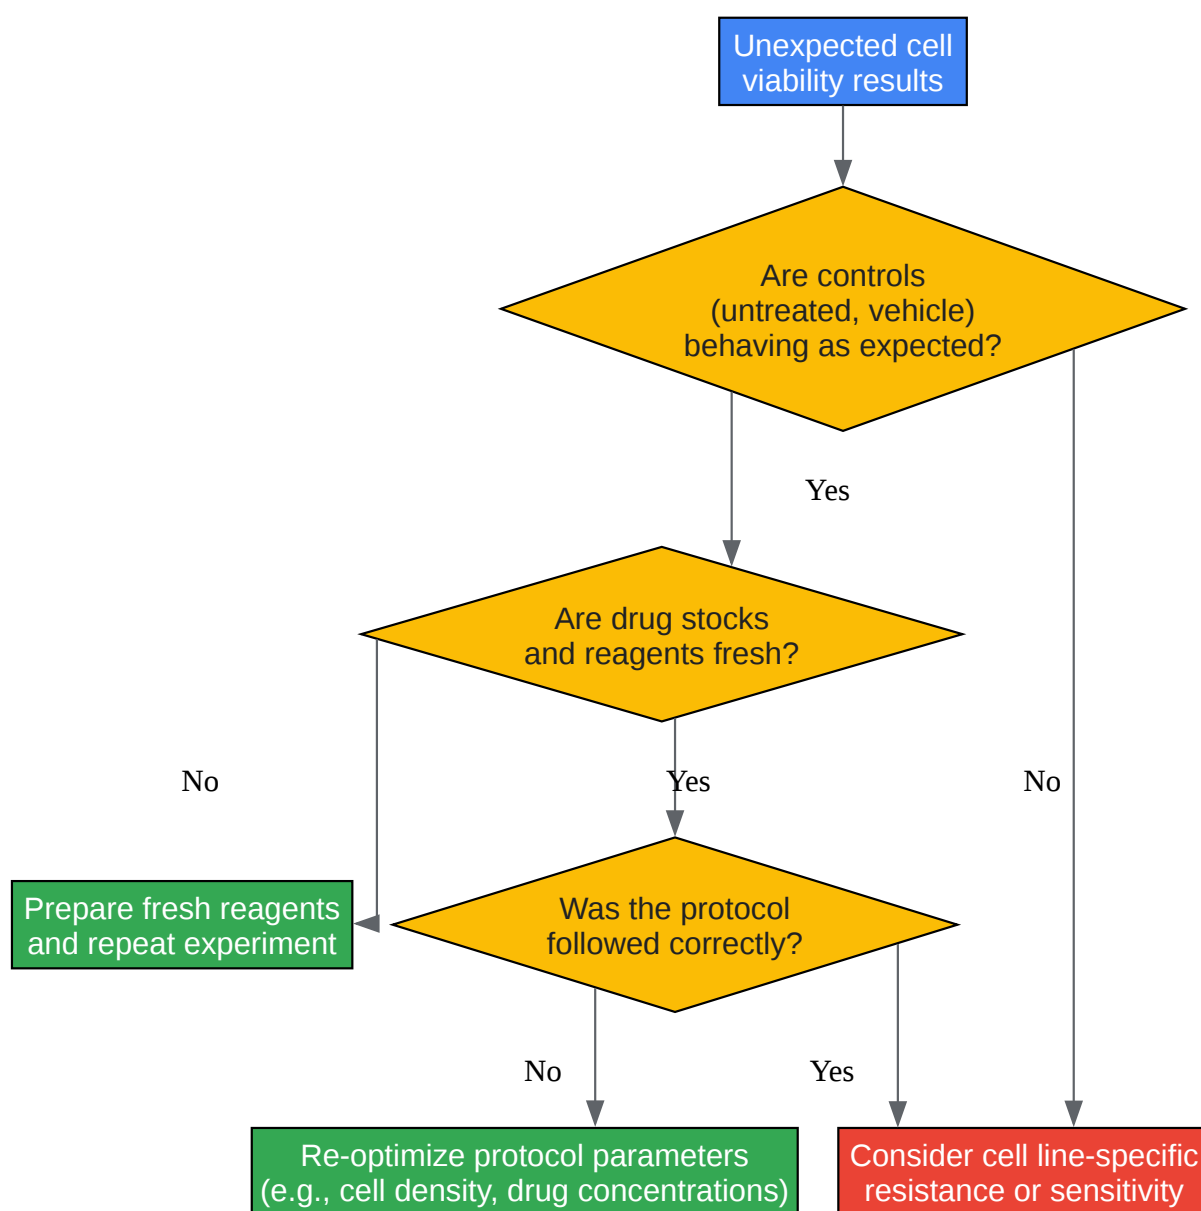 Unexpected cell
viability results
Are controls
(untreated, vehicle)
behaving as expected?
Yes
Are drug stocks
and reagents fresh?
No
Yes
No
Prepare fresh reagents
and repeat experiment
Was the protocol
followed correctly?
No
Yes
Re-optimize protocol parameters
(e.g., cell density, drug concentrations)
Consider cell line-specific
resistance or sensitivity